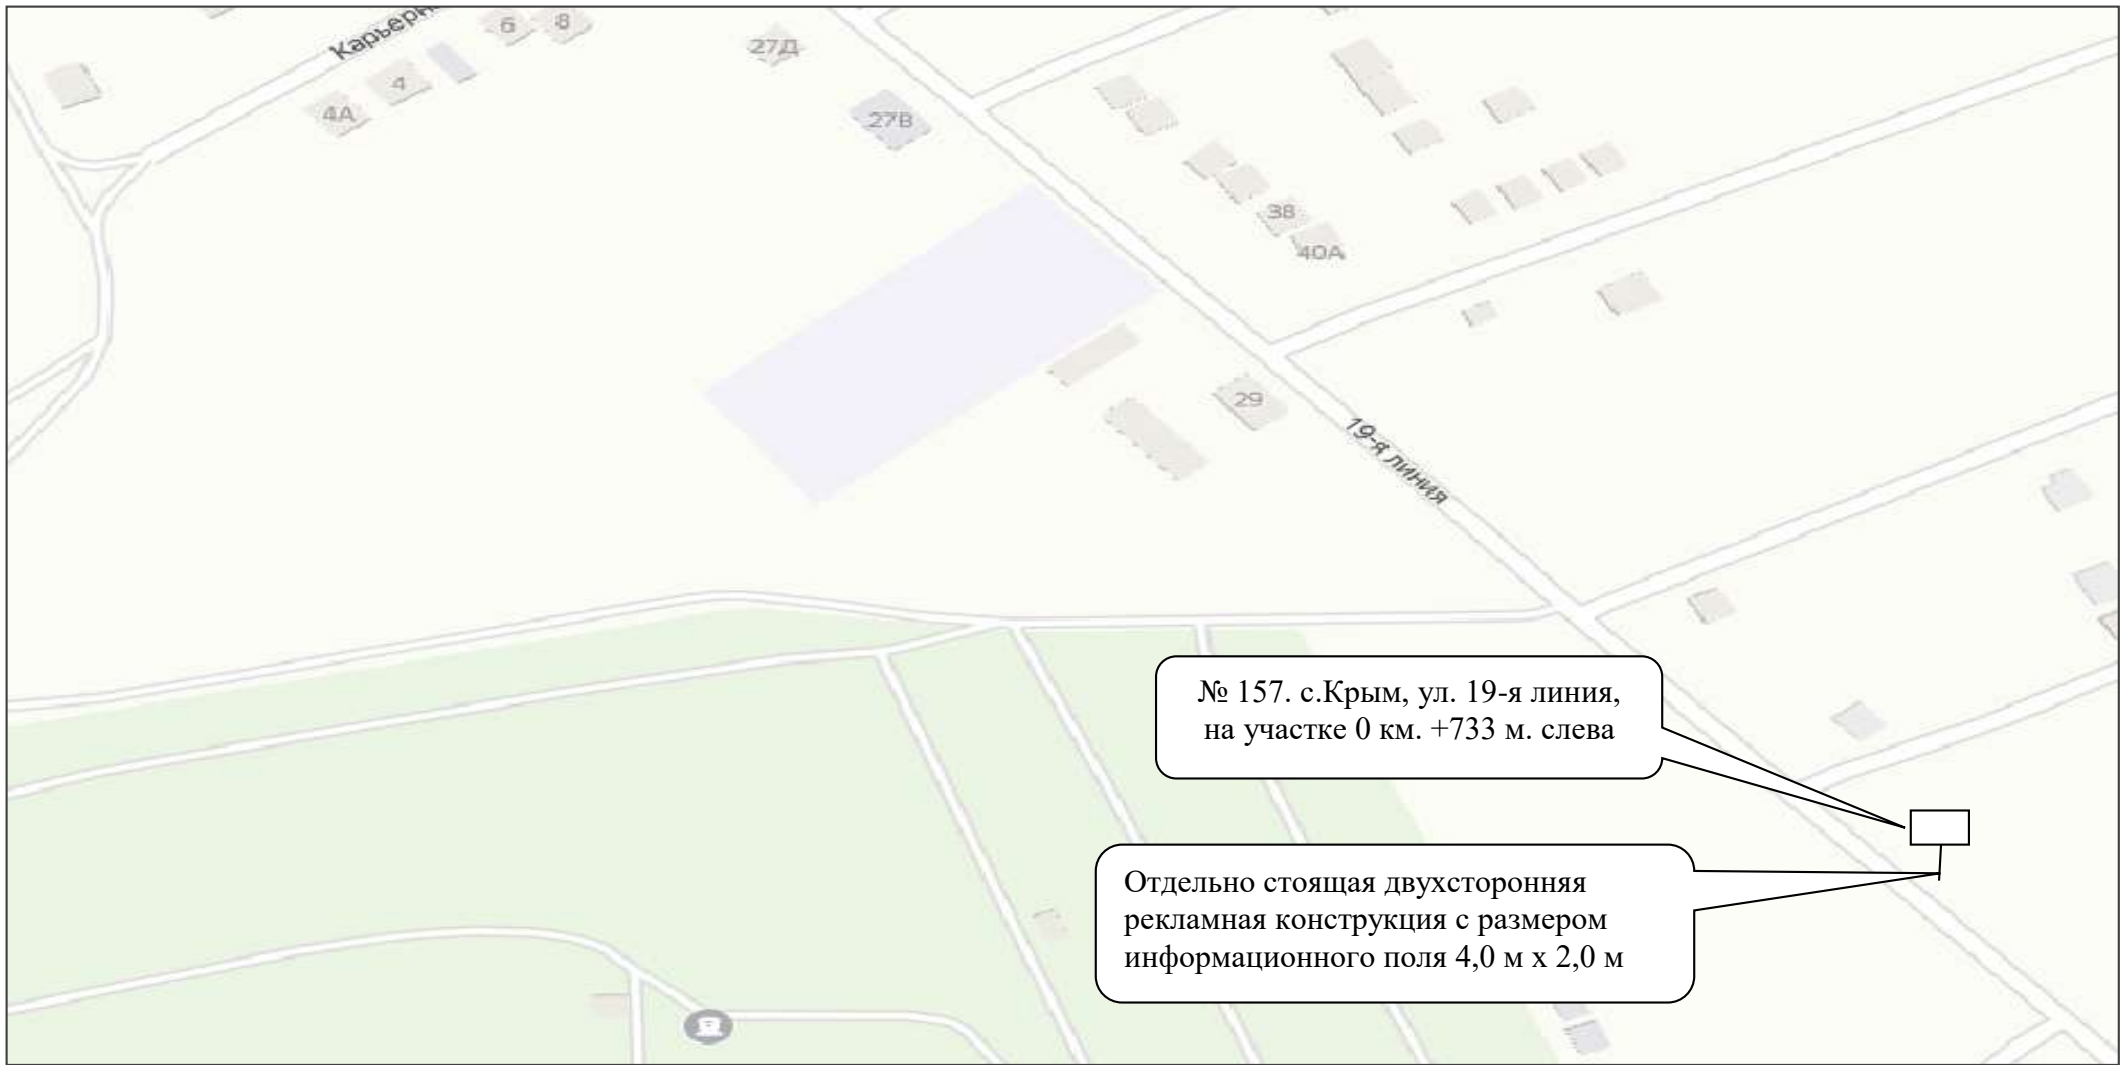 Карьерн
6
8
27Д
4
4А
27В
38
40А
29
19-я линия
№ 157. с.Крым, ул. 19-я линия,
на участке 0 км. +733 м. слева
Отдельно стоящая двухсторонняя
рекламная конструкция с размером
информационного поля 4,0 м х 2,0 м